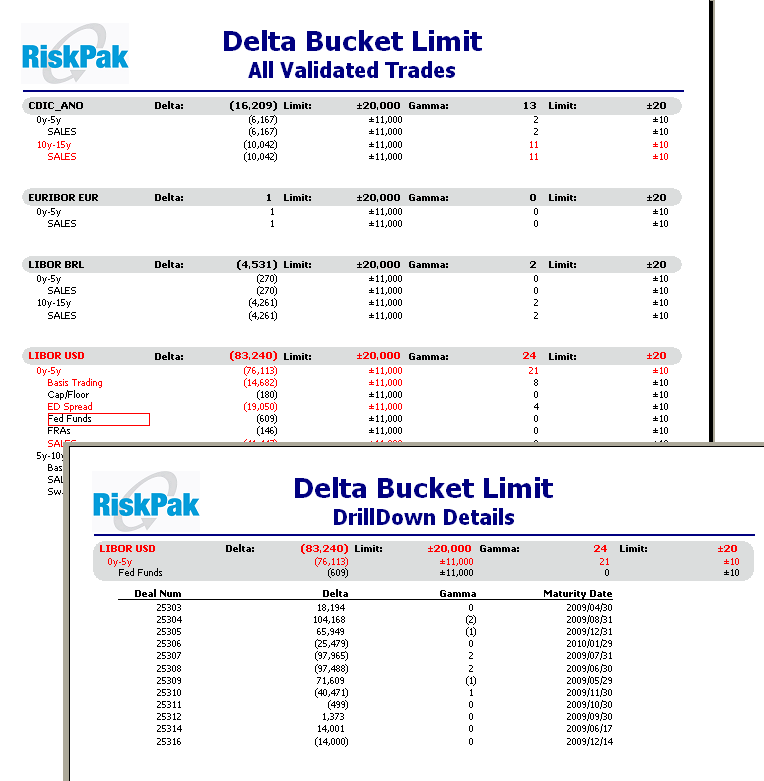 RiskPak
Delta Bucket Limit
All Validated Trades
CDIC_ANO Delta: (16,209) Limit: ±20,000 Gamma: 13 Limit: ±20
0y-5y (6,167) ±11,000 2 ±10
SALES (6,167) ±11,000 2 ±10
10y-15y (10,042) ±11,000 11 ±10
SALES (10,042) ±11,000 11 ±10
EURIBOR EUR Delta: 1 Limit: ±20,000 Gamma: 0 Limit: ±20
0y-5y 1 ±11,000 0 ±10
SALES 1 ±11,000 0 ±10
LIBOR BRL Delta: (4,531) Limit: ±20,000 Gamma: 2 Limit: ±20
0y-5y (270) ±11,000 0 ±10
SALES (270) ±11,000 0 ±10
10y-15y (4,261) ±11,000 2 ±10
SALES (4,261) ±11,000 2 ±10
LIBOR USD Delta: (83,240) Limit: ±20,000 Gamma: 24 Limit: ±20
0y-5y (76,113) ±11,000 21 ±10
Basis Trading (14,682) ±11,000 8 ±10
Cap/Floor (180) ±11,000 0 ±10
ED Spread (19,050) ±11,000 4 ±10
Fed Funds (609) ±11,000 0 ±10
FRAs (146) ±11,000 0 ±10
RiskPak
Delta Bucket Limit
DrillDown Details
LIBOR USD Delta: (83,240) Limit: ±20,000 Gamma: 24 Limit: ±20
0y-5y (76,113) ±11,000 21 ±10
Fed Funds (609) ±11,000 0 ±10
Deal Num Delta Gamma Maturity Date
25303 18,194 0 2009/04/30
25304 104,168 (2) 2009/08/31
25305 65,949 (1) 2009/12/31
25306 (25,479) 0 2010/01/29
25307 (97,965) 2 2009/07/31
25308 (97,488) 2 2009/06/30
25309 71,609 (1) 2009/05/29
25310 (40,471) 1 2009/11/30
25311 (499) 0 2009/10/30
25312 1,373 0 2009/09/30
25314 14,001 0 2009/06/17
25316 (14,000) 0 2009/12/14